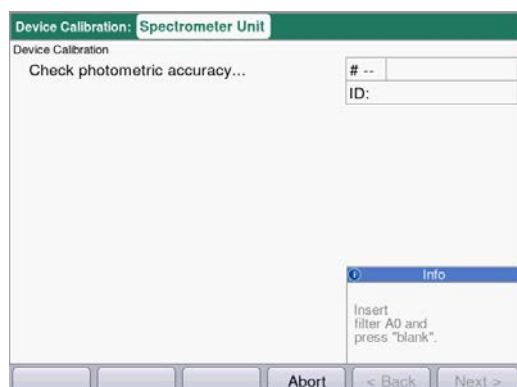 Device Calibration: Spectrometer Unit
Device Calibration
Check photometric accuracy...
# --
ID:
Info
Insert
filter A0 and
press "blank".
Abort < Back Next >